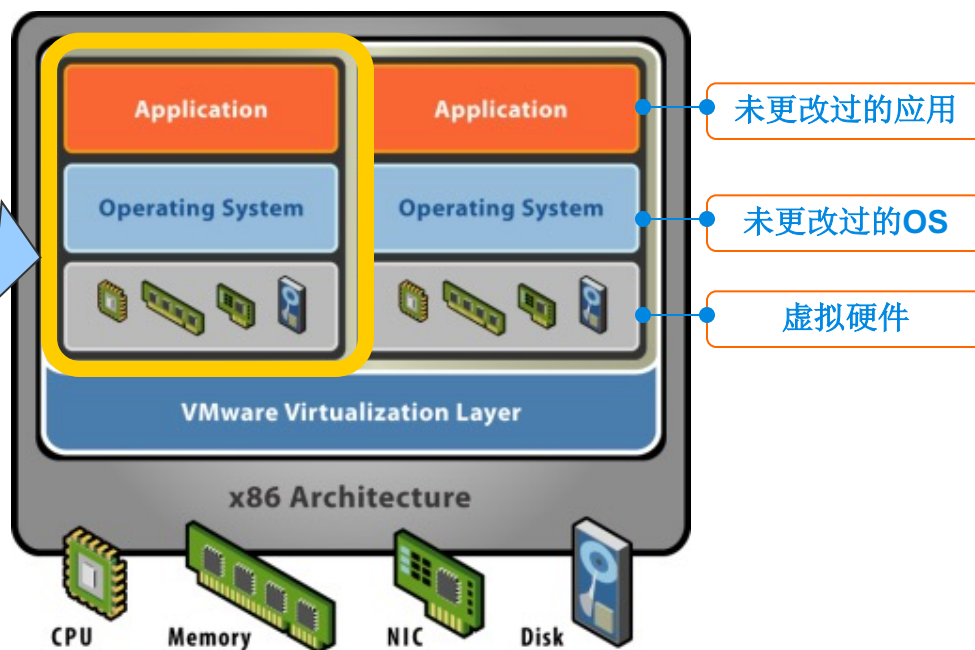 Application
Application
未更改过的应用
Operating System
Operating System
未更改过的OS
虚拟硬件
VMware Virtualization Layer
x86 Architecture
CPU
Memory
NIC
Disk